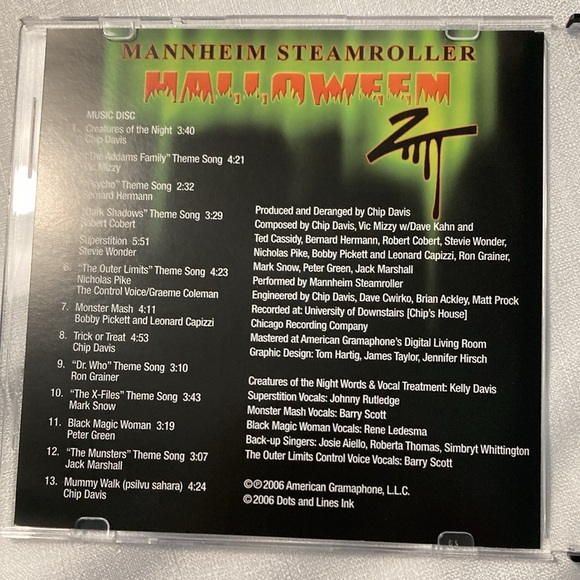 MANNHEIM STEAMROLLER
HALLOWEEN
2
MUSIC DISC
1. Creatures of the Night 3:40
Chip Davis
"The Addams Family" Theme Song 4:21
Vic Mizzy
"Psycho" Theme Song 2:32
Bernard Hermann
"Dark Shadows" Theme Song 3:29
Robert Cobert
Superstition 5:51
Stevie Wonder
6. "The Outer Limits" Theme Song 4:23
Nicholas Pike
The Control Voice/Graeme Coleman
7. Monster Mash 4:11
Bobby Pickett and Leonard Capizzi
8. Trick or Treat 4:53
Chip Davis
9. "Dr. Who" Theme Song 3:10
Ron Grainer
10. "The X-Files" Theme Song 3:43
Mark Snow
11. Black Magic Woman 3:19
Peter Green
12. "The Munsters" Theme Song 3:07
Jack Marshall
13. Mummy Walk (psilvu sahara) 4:24
Chip Davis
Produced and Deranged by Chip Davis
Composed by Chip Davis, Vic Mizzy w/Dave Kahn and
Ted Cassidy, Bernard Hermann, Robert Cobert, Stevie Wonder,
Nicholas Pike, Bobby Pickett and Leonard Capizzi, Ron Grainer,
Mark Snow, Peter Green, Jack Marshall
Performed by Mannheim Steamroller
Engineered by Chip Davis, Dave Cwirko, Brian Ackley, Matt Prock
Recorded at: University of Downstairs [Chip's House]
Chicago Recording Company
Mastered at American Gramaphone's Digital Living Room
Graphic Design: Tom Hartig, James Taylor, Jennifer Hirsch
Creatures of the Night Words & Vocal Treatment: Kelly Davis
Superstition Vocals: Johnny Rutledge
Monster Mash Vocals: Barry Scott
Black Magic Woman Vocals: Rene Ledesma
Back-up Singers: Josie Aiello, Roberta Thomas, Simbryt Whittington
The Outer Limits Control Voice Vocals: Barry Scott
©℗2006 American Gramaphone, L.L.C.
©2006 Dots and Lines Ink